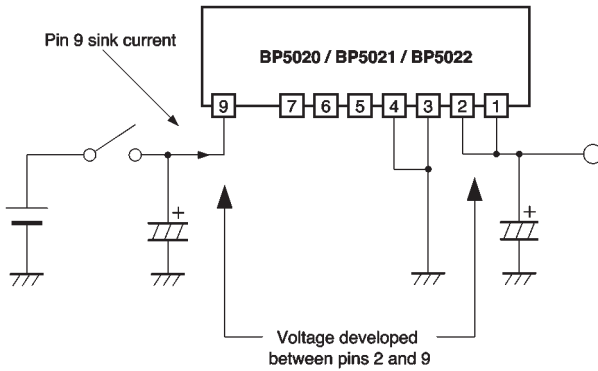 Pin 9 sink current
BP5020 / BP5021 / BP5022
9 7 6 5 4 3 2 1
+ +
Voltage developed
between pins 2 and 9